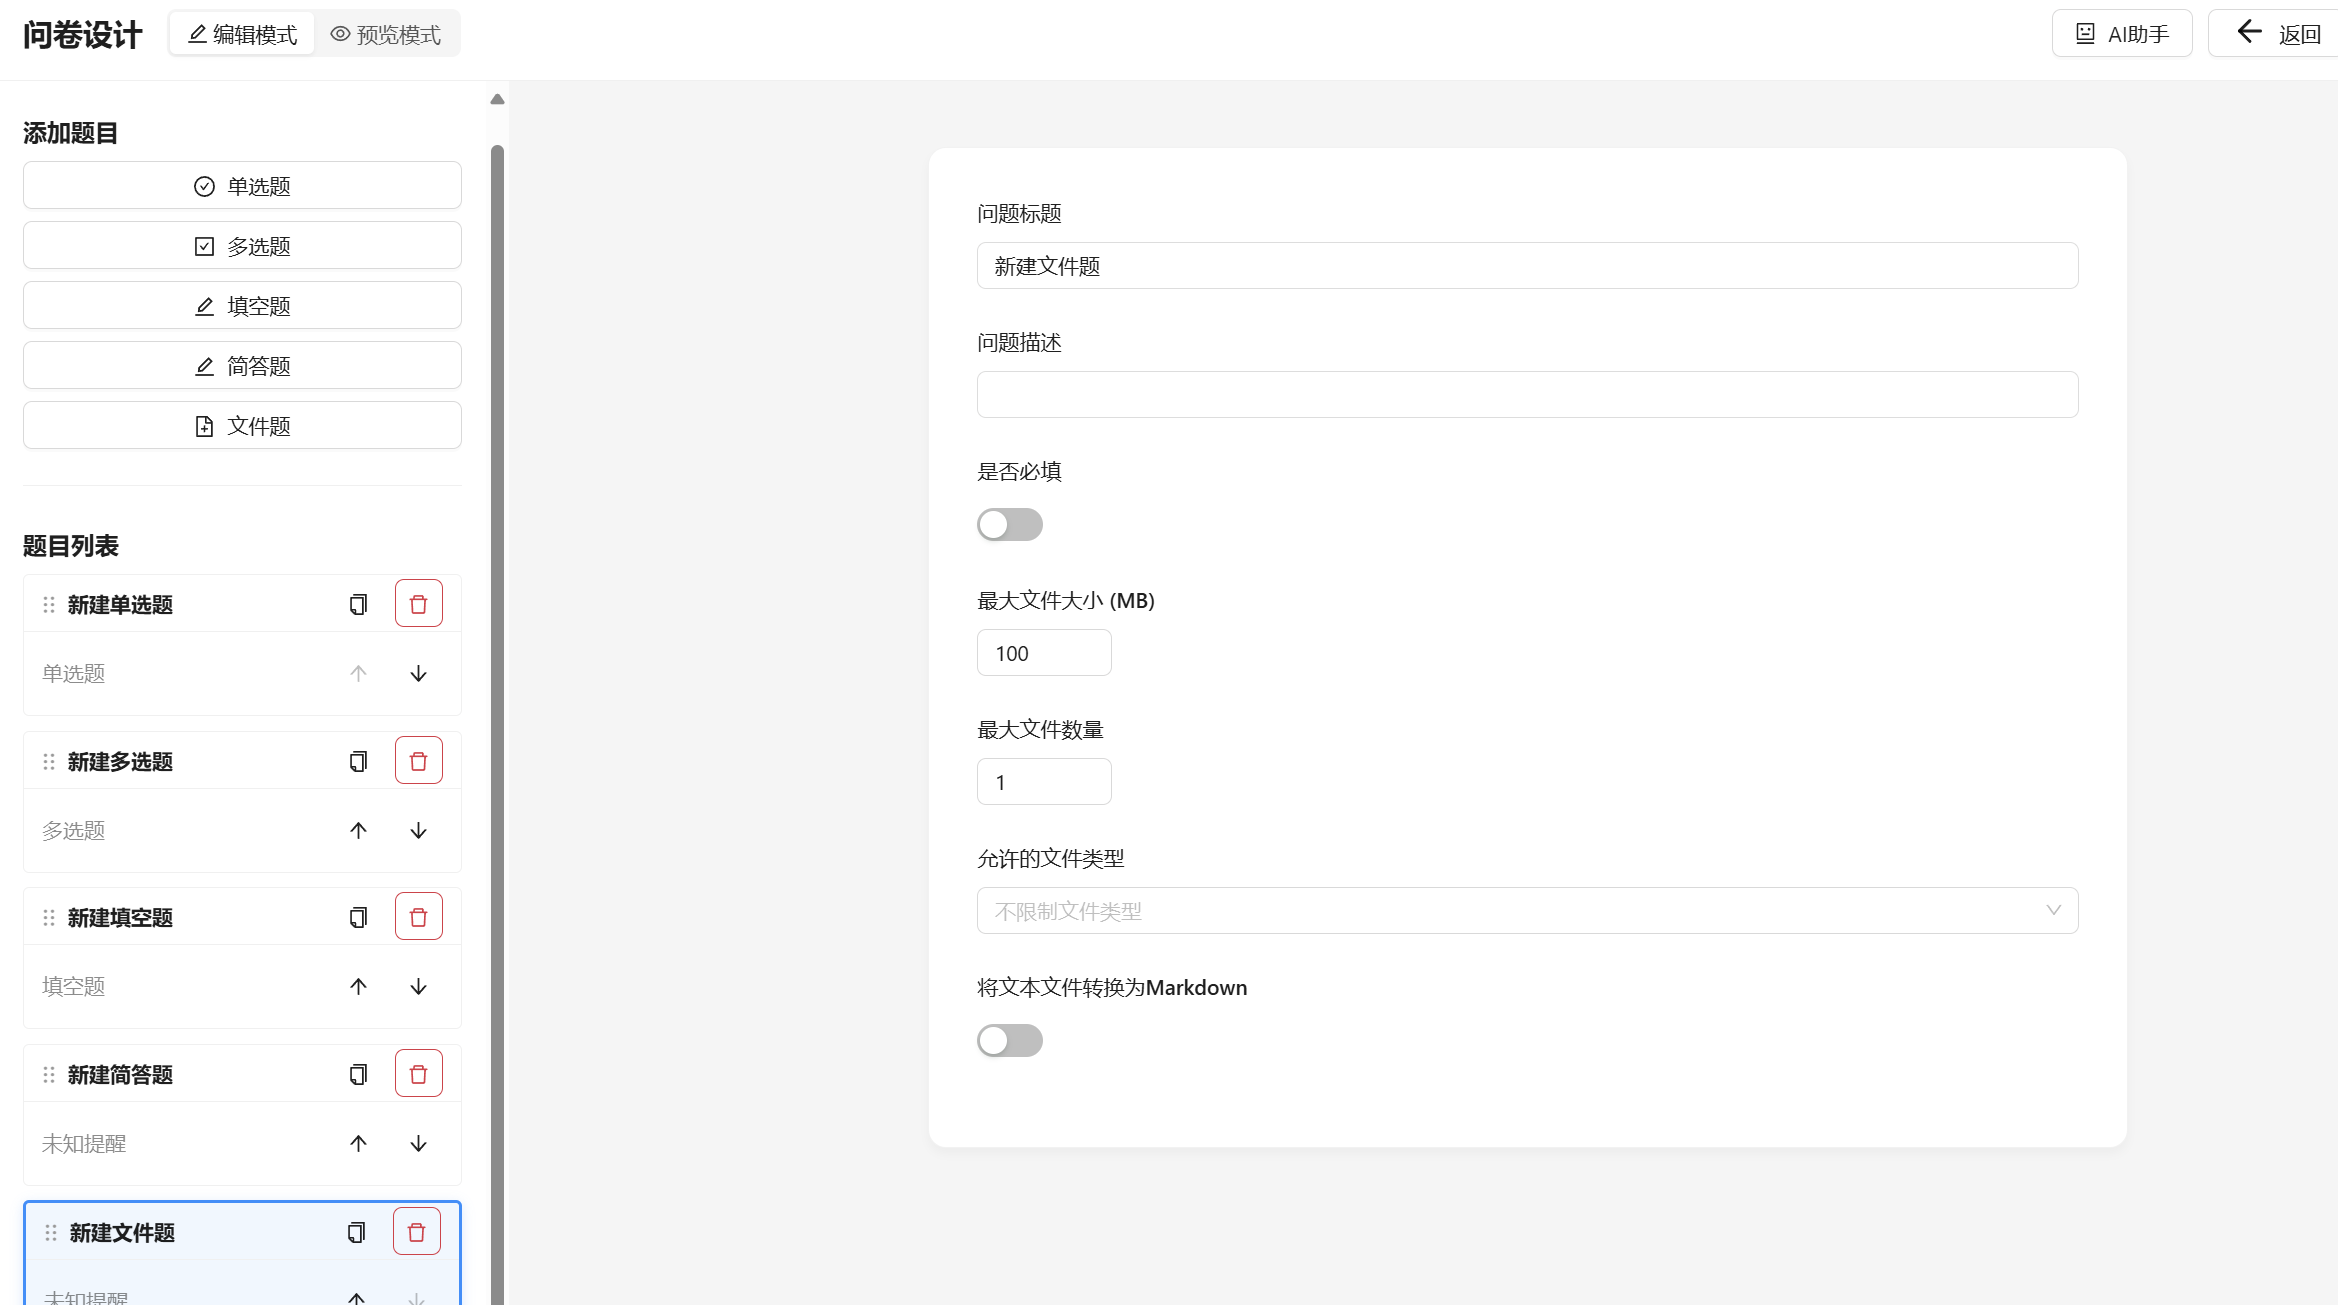 问卷设计
编辑模式
预览模式
AI助手
返回
添加题目
单选题
多选题
填空题
简答题
文件题
题目列表
新建单选题
单选题
新建多选题
多选题
新建填空题
填空题
新建简答题
未知提醒
新建文件题
未知提醒
问题标题
新建文件题
问题描述
是否必填
最大文件大小 (MB)
100
最大文件数量
1
允许的文件类型
不限制文件类型
将文本文件转换为Markdown